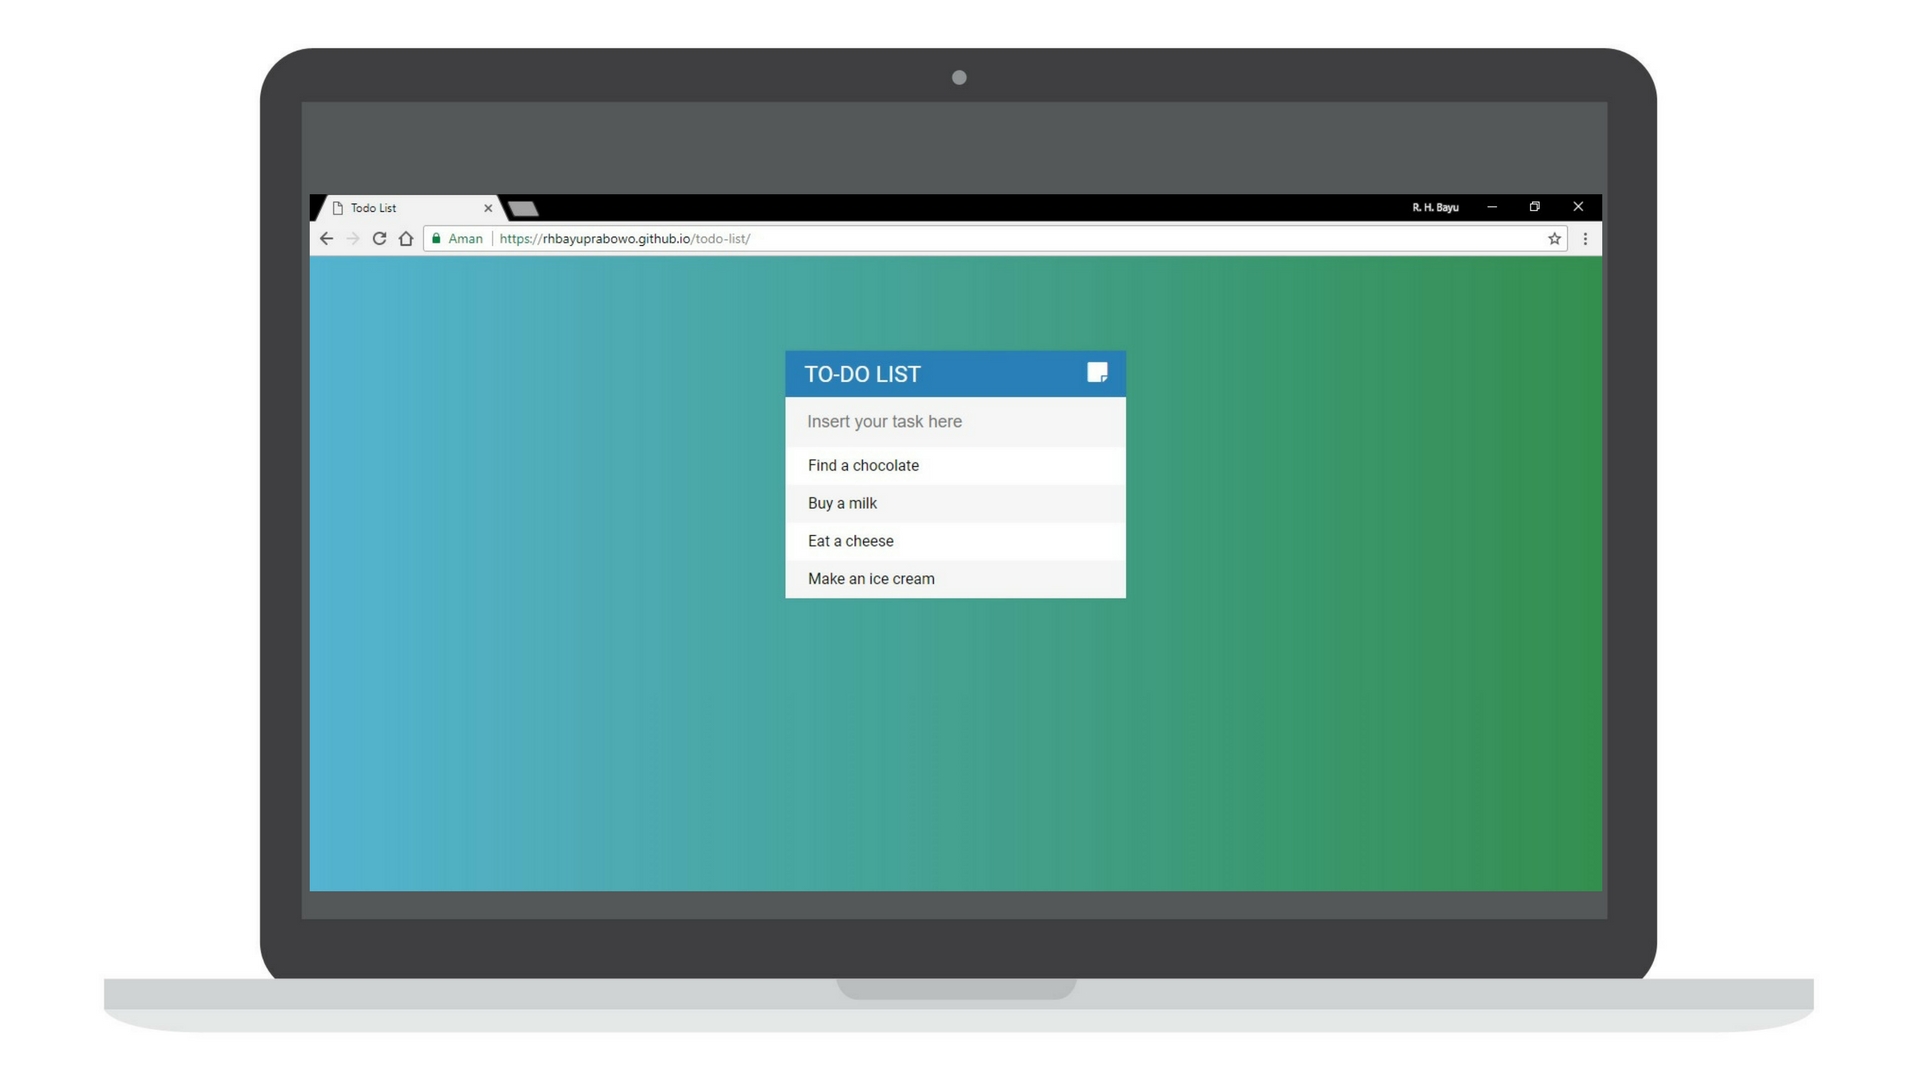 Todo List
R. H. Bayu
Aman https://rhbayuprabowo.github.io/todo-list/
TO-DO LIST
Insert your task here
Find a chocolate
Buy a milk
Eat a cheese
Make an ice cream